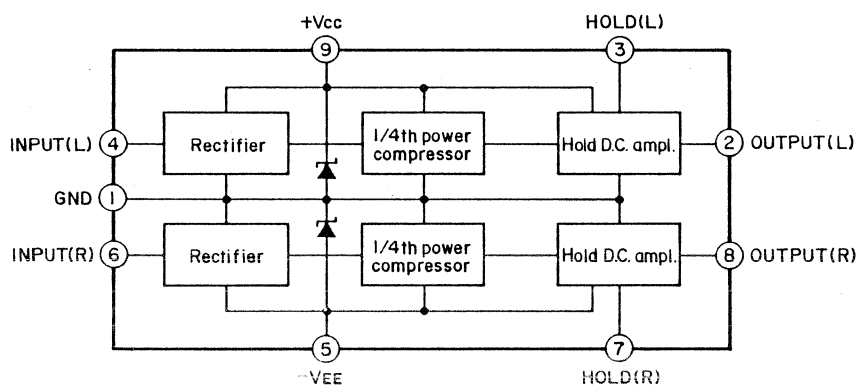 +Vcc HOLD(L)
9 3
INPUT(L) 4 Rectifier 1/4th power
compressor Hold D.C. ampl. 2 OUTPUT(L)
GND 1
INPUT(R) 6 Rectifier 1/4th power
compressor Hold D.C. ampl. 8 OUTPUT(R)
5 7
-VEE HOLD(R)